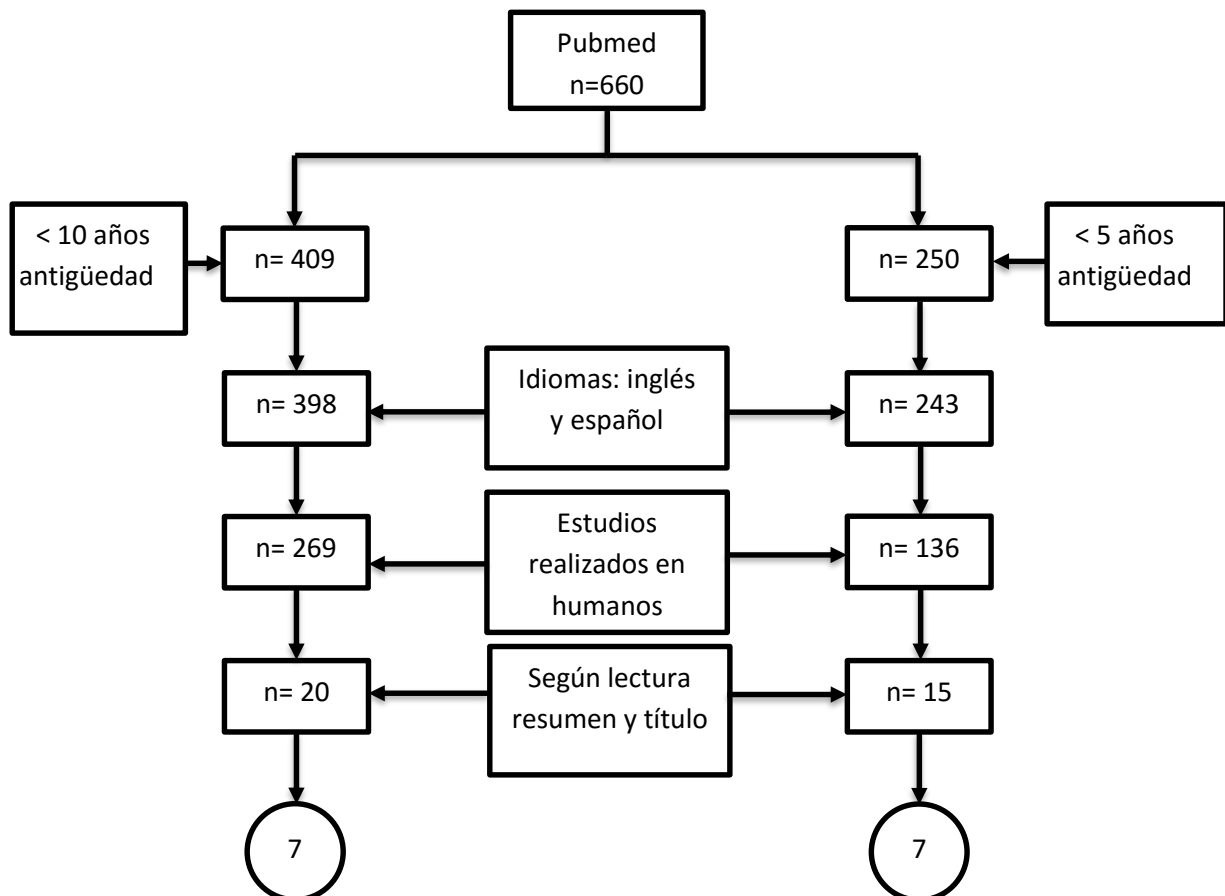 Pubmed
n=660
< 10 años
antigüedad
n= 409
n= 250
< 5 años
antigüedad
n= 398
Idiomas: inglés
y español
n= 243
n= 269
Estudios
realizados en
humanos
n= 136
n= 20
Según lectura
resumen y título
n= 15
7
7